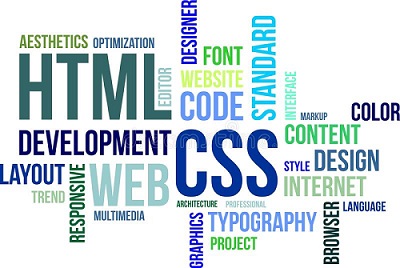 AESTHETICS
OPTIMIZATION
HTML
EDITOR
DESIGNER
FONT
WEBSITE
CODE
STANDARD
INTERFACE
MARKUP
COLOR
DEVELOPMENT
CSS
CONTENT
STYLE
DESIGN
LAYOUT
TREND
RESPONSIVE
WEB
MULTIMEDIA
INTERNET
ARCHITECTURE
PROFESSIONAL
GRAPHICS
TYPOGRAPHY
PROJECT
BROWSER
LANGUAGE